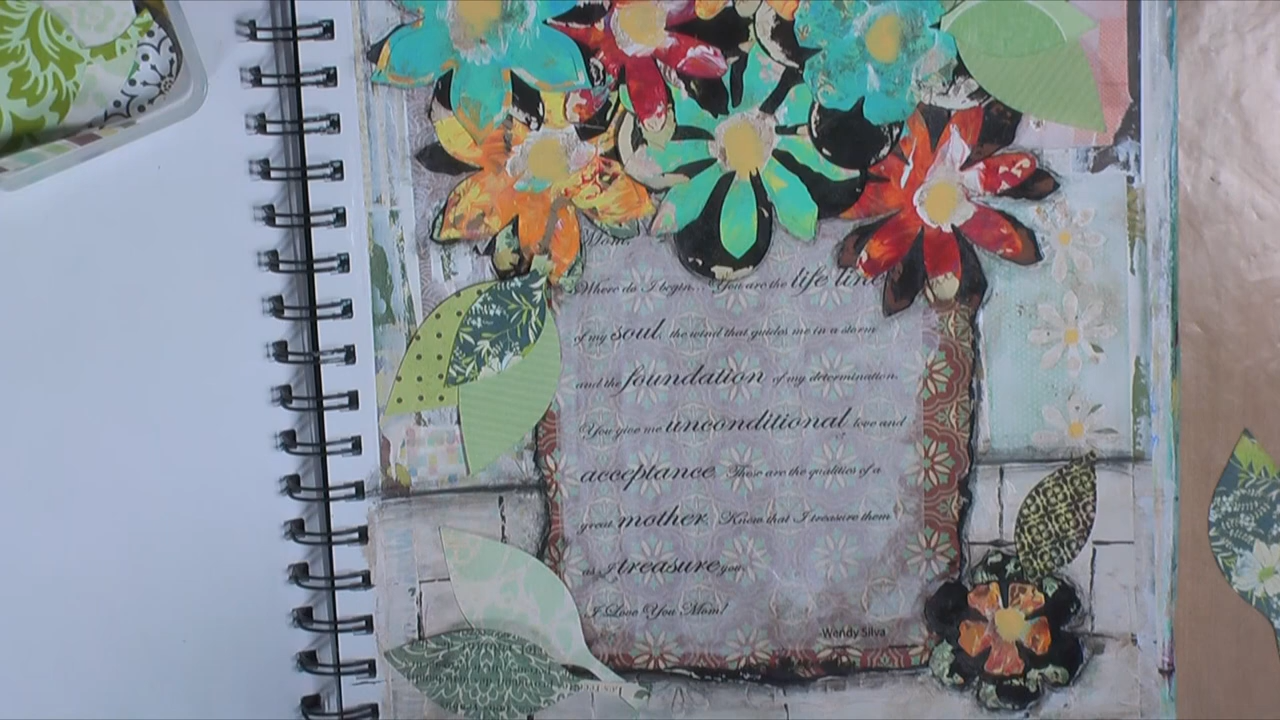 Mom,
Where do I begin... You are the life line
of my soul, the wind that guides me in a storm
and the foundation of my determination.
You give me unconditional love and
acceptance. These are the qualities of a
great mother. Know that I treasure them
as I treasure you.
I Love You Mom!
Wendy Silva